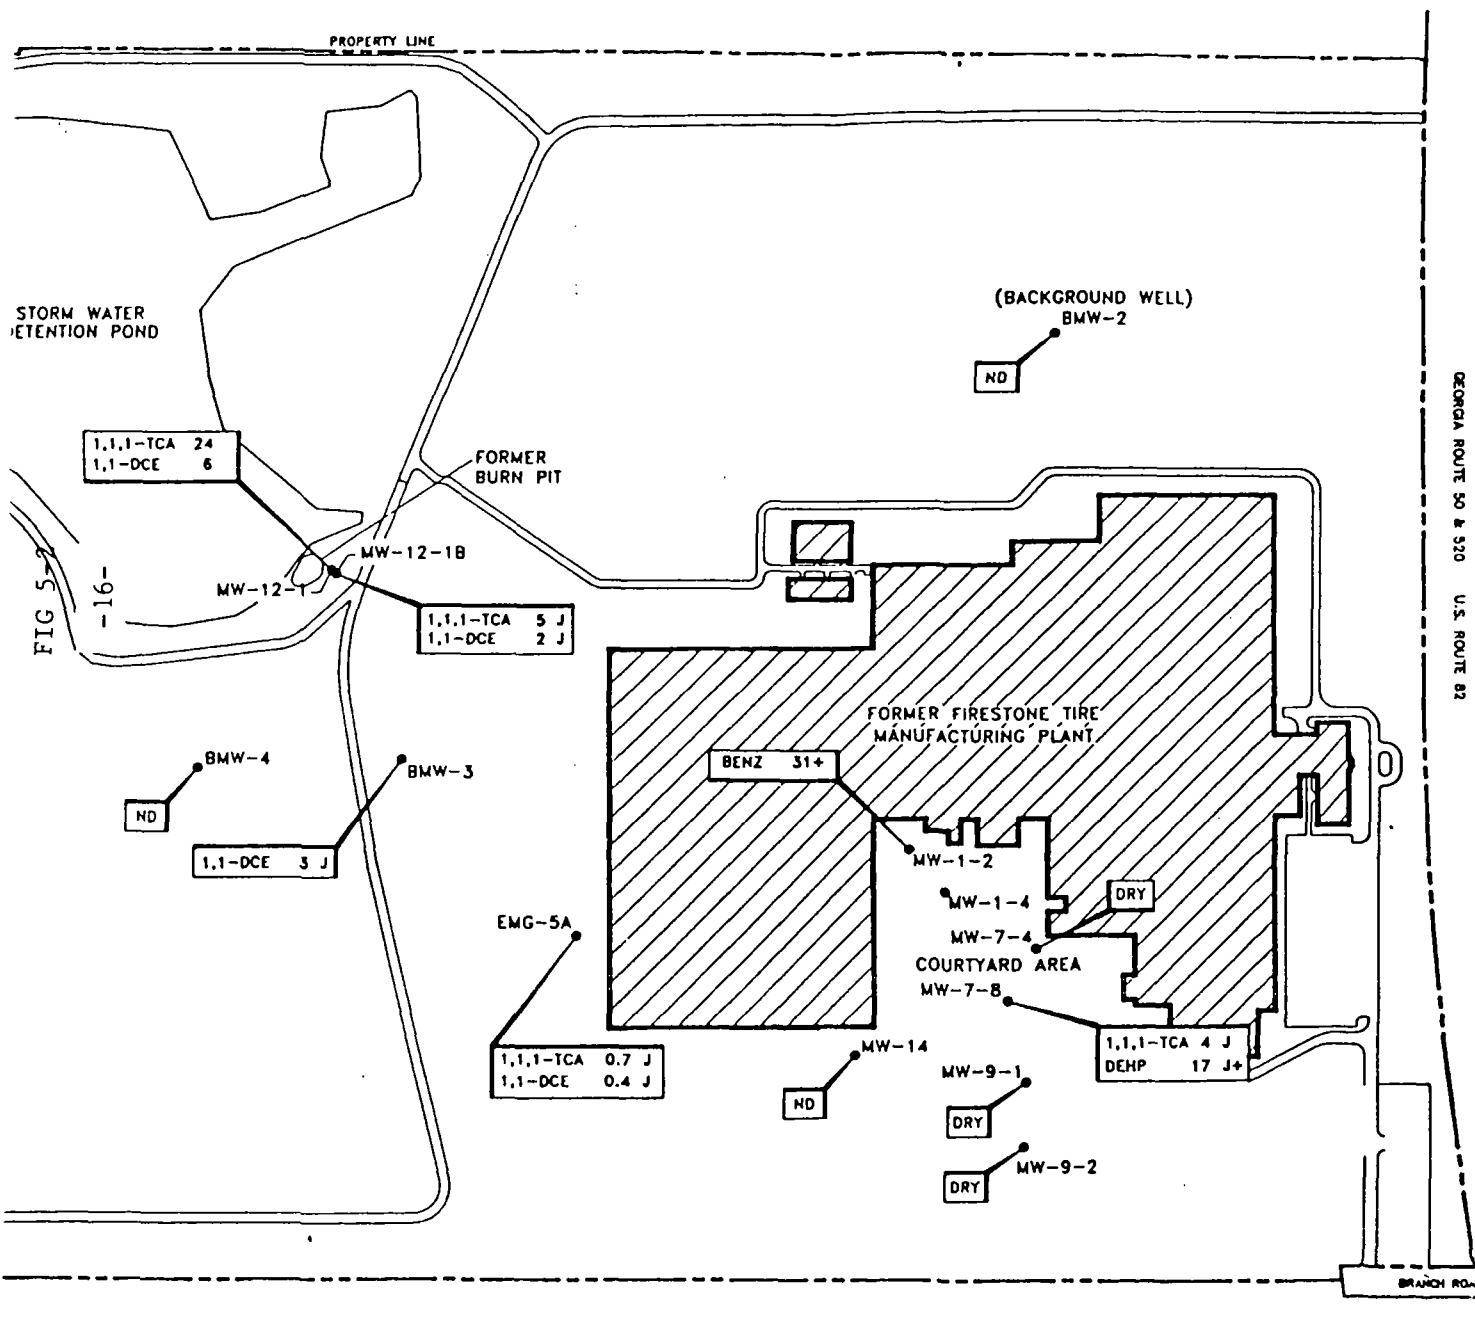 PROPERTY LINE
(BACKGROUND WELL)
BMW-2
ND
STORM WATER
DETENTION POND
GEORGIA ROUTE 50 & 520 U.S. ROUTE 82
1,1,1-TCA 24
1,1-DCE 6
FORMER
BURN PIT
MW-12-1B
MW-12-1
FIG 5-
-16-
1,1,1-TCA 5 J
1,1-DCE 2 J
FORMER FIRESTONE TIRE
MANUFACTURING PLANT
BENZ 31+
BMW-4
BMW-3
ND
1,1-DCE 3 J
MW-1-2
MW-1-4
DRY
EMG-5A
MW-7-4
COURTYARD AREA
MW-7-8
1,1,1-TCA 0.7 J
1,1-DCE 0.4 J
MW-14
1,1,1-TCA 4 J
DEHP 17 J+
MW-9-1
ND
DRY
MW-9-2
DRY
BRANCH ROA